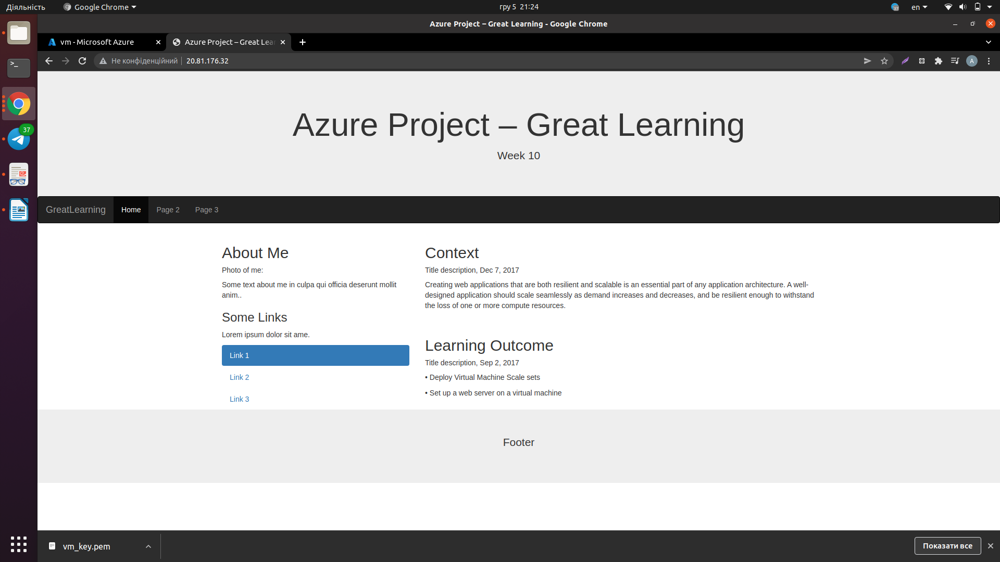 Діяльність
Google Chrome
гру 5 21:24
37
en
Azure Project – Great Learning - Google Chrome
vm - Microsoft Azure
Azure Project – Great Lear
Не конфіденційний
20.81.176.32
A
37
Azure Project – Great Learning
Week 10
GreatLearning
Home
Page 2
Page 3
About Me
Photo of me:
Some text about me in culpa qui officia deserunt mollit
anim..
Some Links
Lorem ipsum dolor sit ame.
Link 1
Link 2
Link 3
Context
Title description, Dec 7, 2017
Creating web applications that are both resilient and scalable is an essential part of any application architecture. A well-
designed application should scale seamlessly as demand increases and decreases, and be resilient enough to withstand
the loss of one or more compute resources.
Learning Outcome
Title description, Sep 2, 2017
• Deploy Virtual Machine Scale sets
• Set up a web server on a virtual machine
Footer
vm_key.pem
Показати все